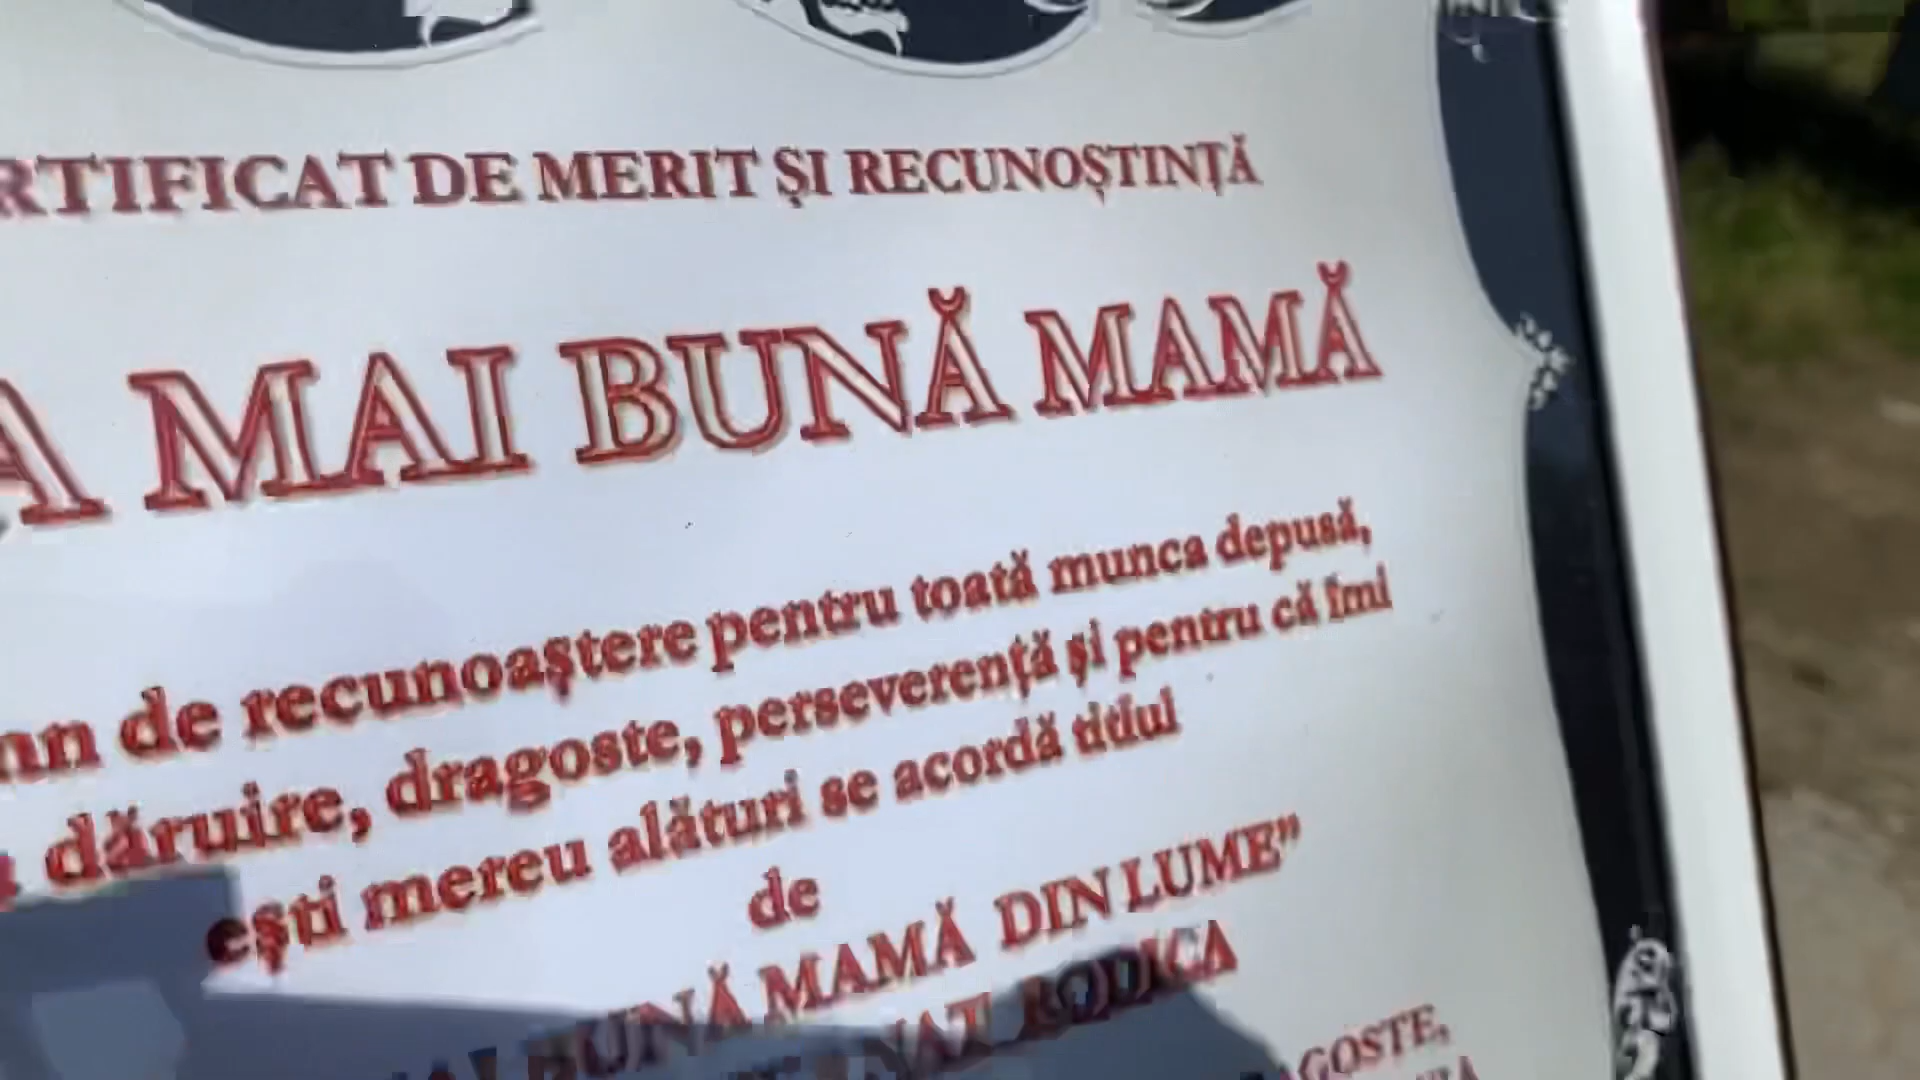 RTIFICAT DE MERIT ȘI RECUNOȘTINȚĂ
A MAI BUNĂ MAMĂ
de recunoaștere pentru toată munca depusă,
dăruire, dragoste, perseverență și pentru că îmi
ești mereu alături se acordă titlul
de
BUNĂ MAMĂ DIN LUME”
RODICA
AGOSTE,